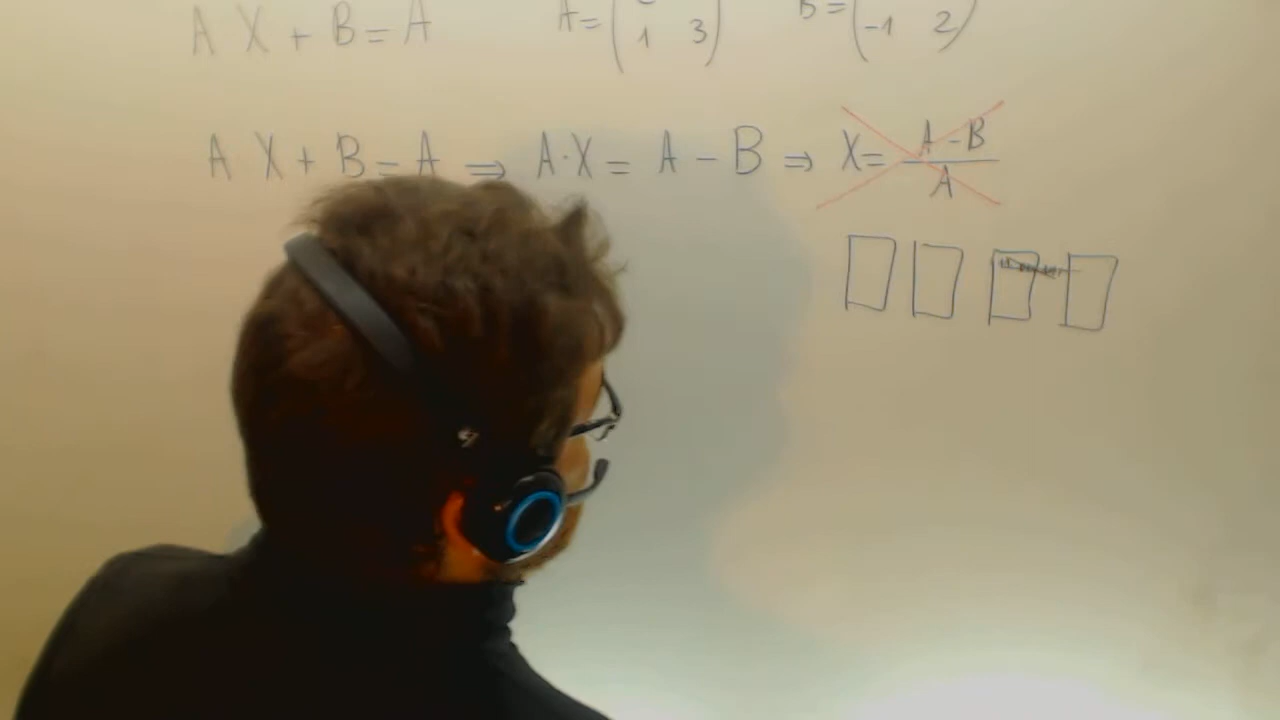 A X + B = A A = ( 1 3 ) B = ( -1 2 )
A X + B = A ⇒ A·X = A - B ⇒ X = A - B / A